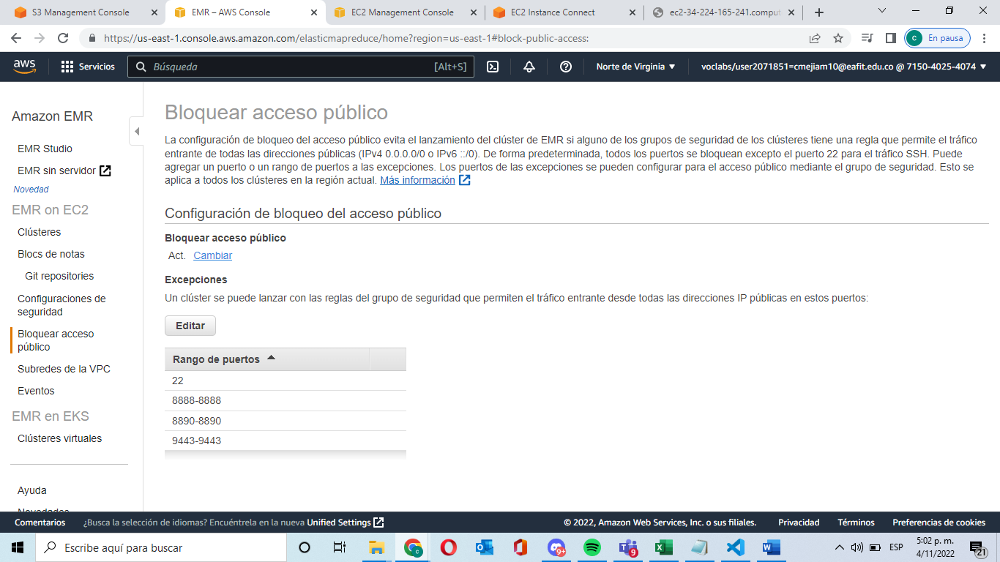 S3 Management Console
EMR – AWS Console
EC2 Management Console
EC2 Instance Connect
ec2-34-224-165-241.comput
https://us-east-1.console.aws.amazon.com/elasticmapreduce/home?region=us-east-1#block-public-access:
c
En pausa
aws
Servicios
Búsqueda
[Alt+S]
Norte de Virginia
voclabs/user2071851=cmejiam10@eafit.edu.co @ 7150-4025-4074
Amazon EMR
EMR Studio
EMR sin servidor
Novedad
EMR on EC2
Clústeres
Blocs de notas
Git repositories
Configuraciones de
seguridad
Bloquear acceso
público
Subredes de la VPC
Eventos
EMR en EKS
Clústeres virtuales
Ayuda
Novedades
Bloquear acceso público
La configuración de bloqueo del acceso público evita el lanzamiento del clúster de EMR si alguno de los grupos de seguridad de los clústeres tiene una regla que permite el tráfico
entrante de todas las direcciones públicas (IPv4 0.0.0.0/0 o IPv6 ::/0). De forma predeterminada, todos los puertos se bloquean excepto el puerto 22 para el tráfico SSH. Puede
agregar un puerto o un rango de puertos a las excepciones. Los puertos de las excepciones se pueden configurar para el acceso público mediante el grupo de seguridad. Esto se
aplica a todos los clústeres en la región actual. Más información
Configuración de bloqueo del acceso público
Bloquear acceso público
Act. Cambiar
Excepciones
Un clúster se puede lanzar con las reglas del grupo de seguridad que permiten el tráfico entrante desde todas las direcciones IP públicas en estos puertos:
Editar
Rango de puertos
22
8888-8888
8890-8890
9443-9443
Comentarios
¿Busca la selección de idiomas? Encuéntrela en la nueva Unified Settings
© 2022, Amazon Web Services, Inc. o sus filiales.
Privacidad
Términos
Preferencias de cookies
Escribe aquí para buscar
9+
9
ESP
5:02 p. m.
4/11/2022
21